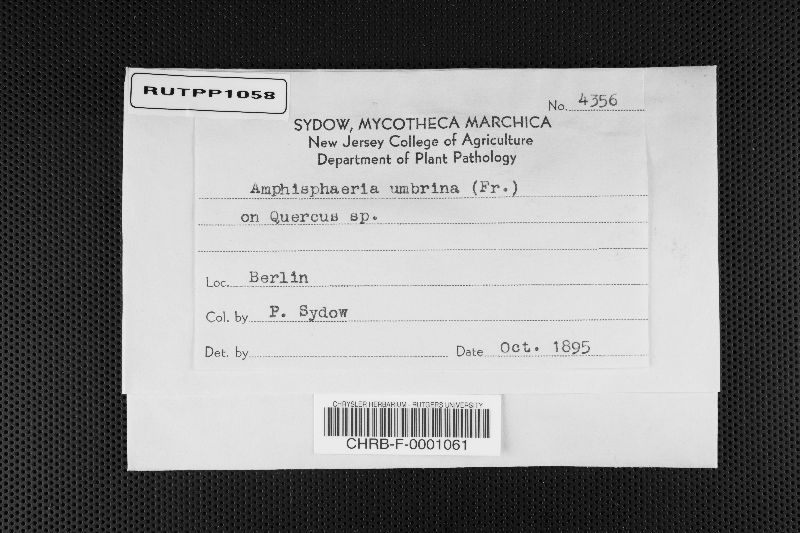 RUTPP1058
No. 4356
SYDOW, MYCOTHECA MARCHICA
New Jersey College of Agriculture
Department of Plant Pathology
Amphisphaeria umbrina (Fr.)
on Quercus sp.
Loc. Berlin
Col. by P. Sydow
Det. by Date Oct. 1895
CHRYSLER HERBARIUM - RUTGERS UNIVERSITY
CHRB-F-0001061